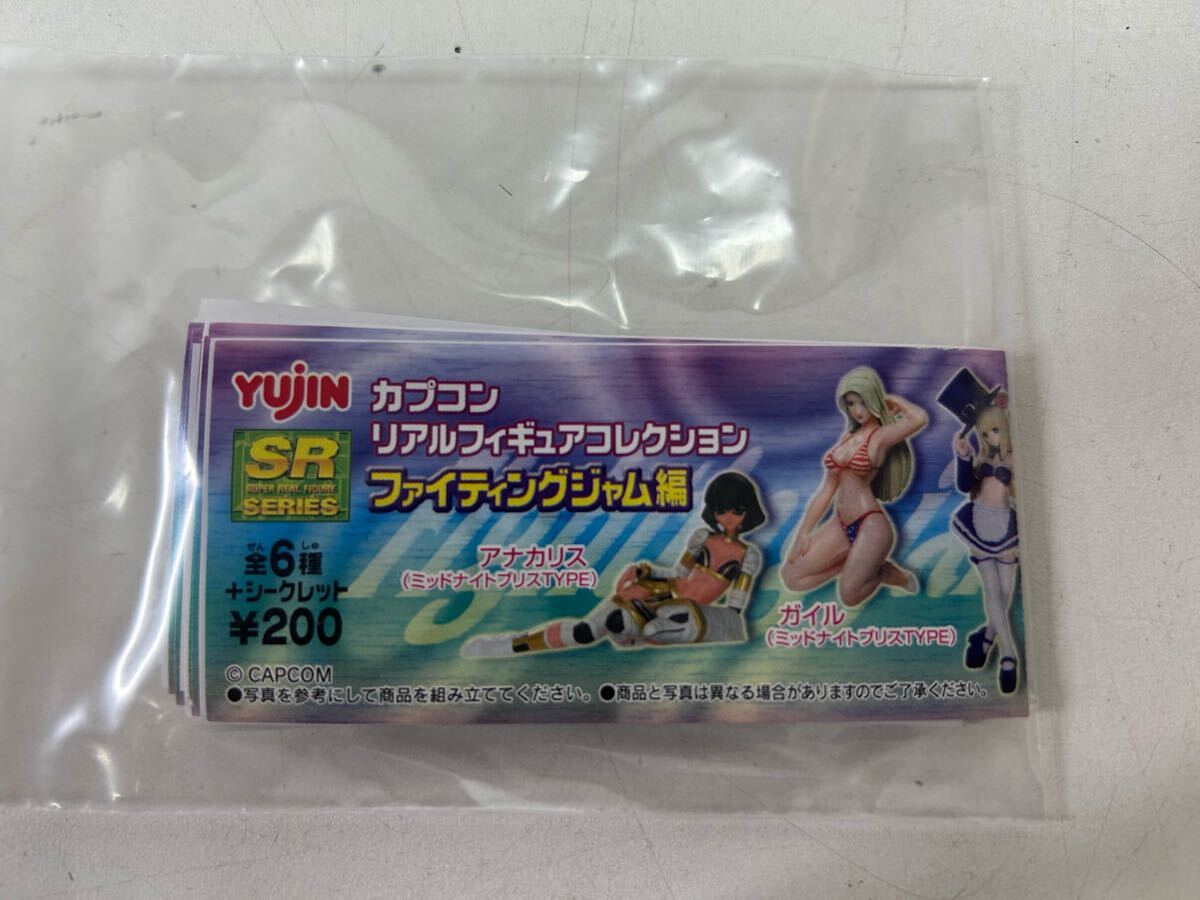 YUJIN
カプコン
リアルフィギュアコレクション
ファイティングジャム編
SR
SUPER REAL FIGURE
SERIES
ぜん しゅ
全6種
+シークレット
¥200
アナカリス
(ミッドナイトブリスTYPE)
ガイル
(ミッドナイトブリスTYPE)
© CAPCOM
●写真を参考にして商品を組み立ててください。 ●商品と写真は異なる場合がありますのでご了承ください。